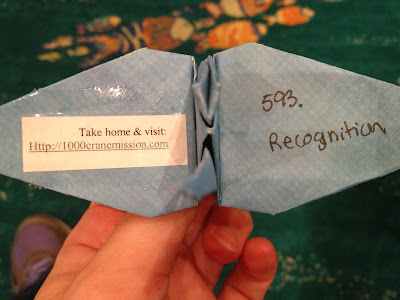 Take home & visit:
Http://1000cranemission.com
593.
Recognition